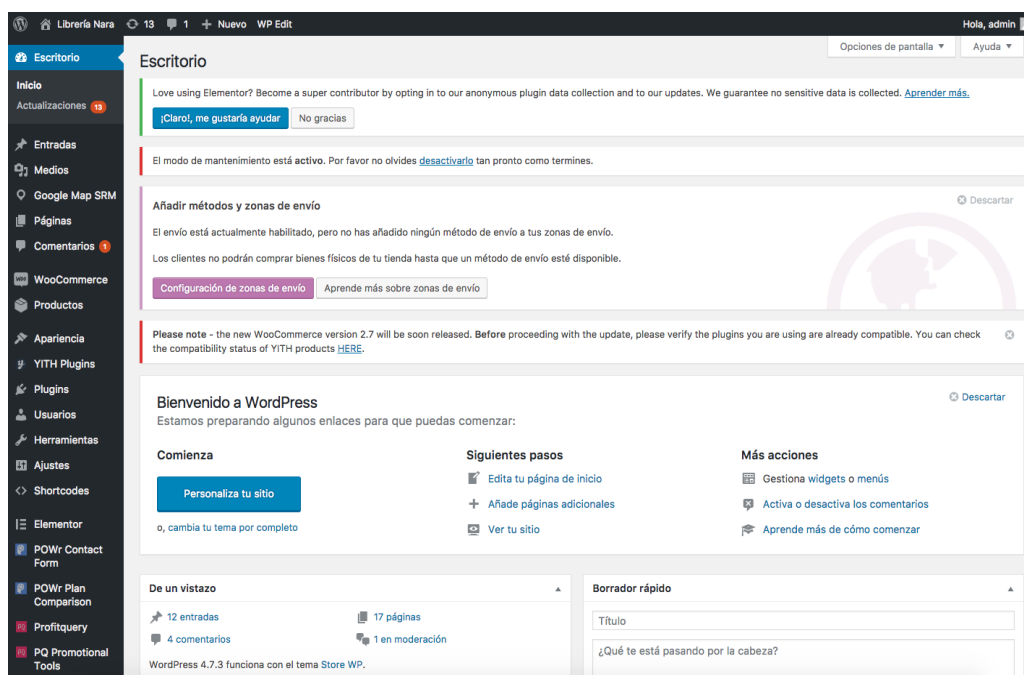 Librería Nara 13 1 Nuevo WP Edit Hola, admin
Escritorio
Inicio
Actualizaciones 13
Entradas
Medios
Google Map SRM
Páginas
Comentarios 1
WooCommerce
Productos
Apariencia
YITH Plugins
Plugins
Usuarios
Herramientas
Ajustes
Shortcodes
Elementor
POWr Contact
Form
POWr Plan
Comparison
Profitquery
PQ Promotional
Tools
Opciones de pantalla Ayuda
Escritorio
Love using Elementor? Become a super contributor by opting in to our anonymous plugin data collection and to our updates. We guarantee no sensitive data is collected. Aprender más.
¡Claro!, me gustaría ayudar No gracias
El modo de mantenimiento está activo. Por favor no olvides desactivarlo tan pronto como termines.
Descartar
Añadir métodos y zonas de envío
El envío está actualmente habilitado, pero no has añadido ningún método de envío a tus zonas de envío.
Los clientes no podrán comprar bienes físicos de tu tienda hasta que un método de envío esté disponible.
Configuración de zonas de envío Aprende más sobre zonas de envío
Please note - the new WooCommerce version 2.7 will be soon released. Before proceeding with the update, please verify the plugins you are using are already compatible. You can check
the compatibility status of YITH products HERE.
Descartar
Bienvenido a WordPress
Estamos preparando algunos enlaces para que puedas comenzar:
Comienza
Personaliza tu sitio
o, cambia tu tema por completo
Siguientes pasos
Edita tu página de inicio
Añade páginas adicionales
Ver tu sitio
Más acciones
Gestiona widgets o menús
Activa o desactiva los comentarios
Aprende más de cómo comenzar
De un vistazo
12 entradas 17 páginas
4 comentarios 1 en moderación
WordPress 4.7.3 funciona con el tema Store WP.
Borrador rápido
Título
¿Qué te está pasando por la cabeza?